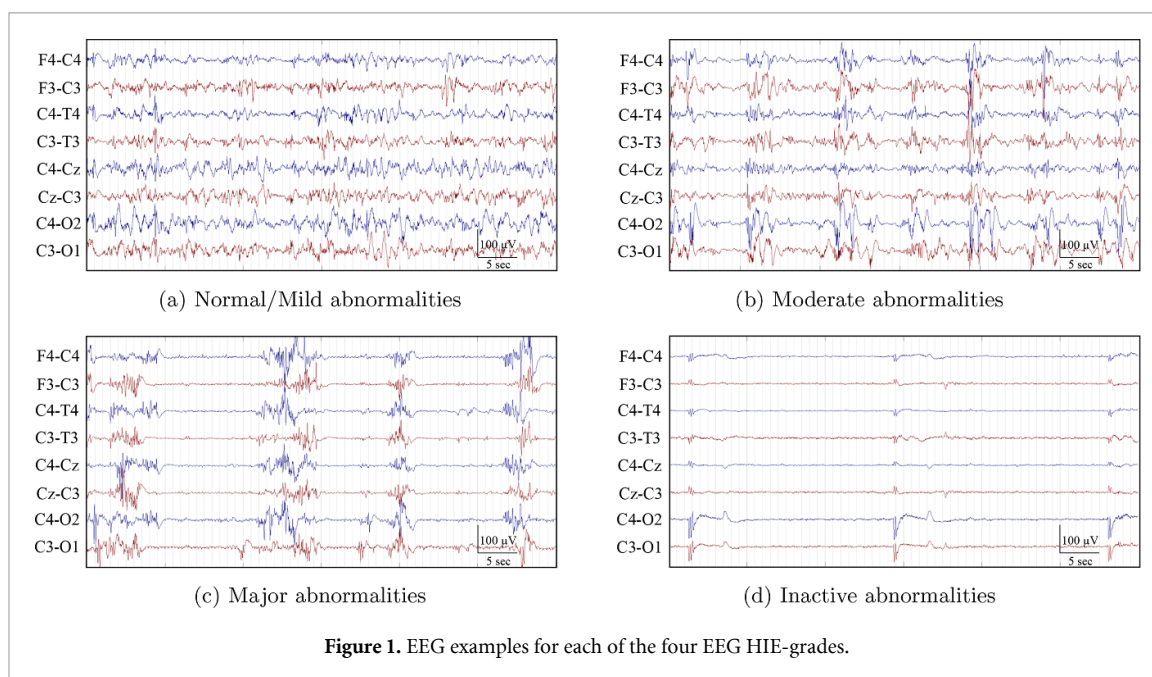 F4-C4
F3-C3
C4-T4
C3-T3
C4-Cz
Cz-C3
C4-O2
C3-O1
100 µV
5 sec
(a) Normal/Mild abnormalities
F4-C4
F3-C3
C4-T4
C3-T3
C4-Cz
Cz-C3
C4-O2
C3-O1
100 µV
5 sec
(b) Moderate abnormalities
F4-C4
F3-C3
C4-T4
C3-T3
C4-Cz
Cz-C3
C4-O2
C3-O1
100 µV
5 sec
(c) Major abnormalities
F4-C4
F3-C3
C4-T4
C3-T3
C4-Cz
Cz-C3
C4-O2
C3-O1
100 µV
5 sec
(d) Inactive abnormalities
Figure 1. EEG examples for each of the four EEG HIE-grades.